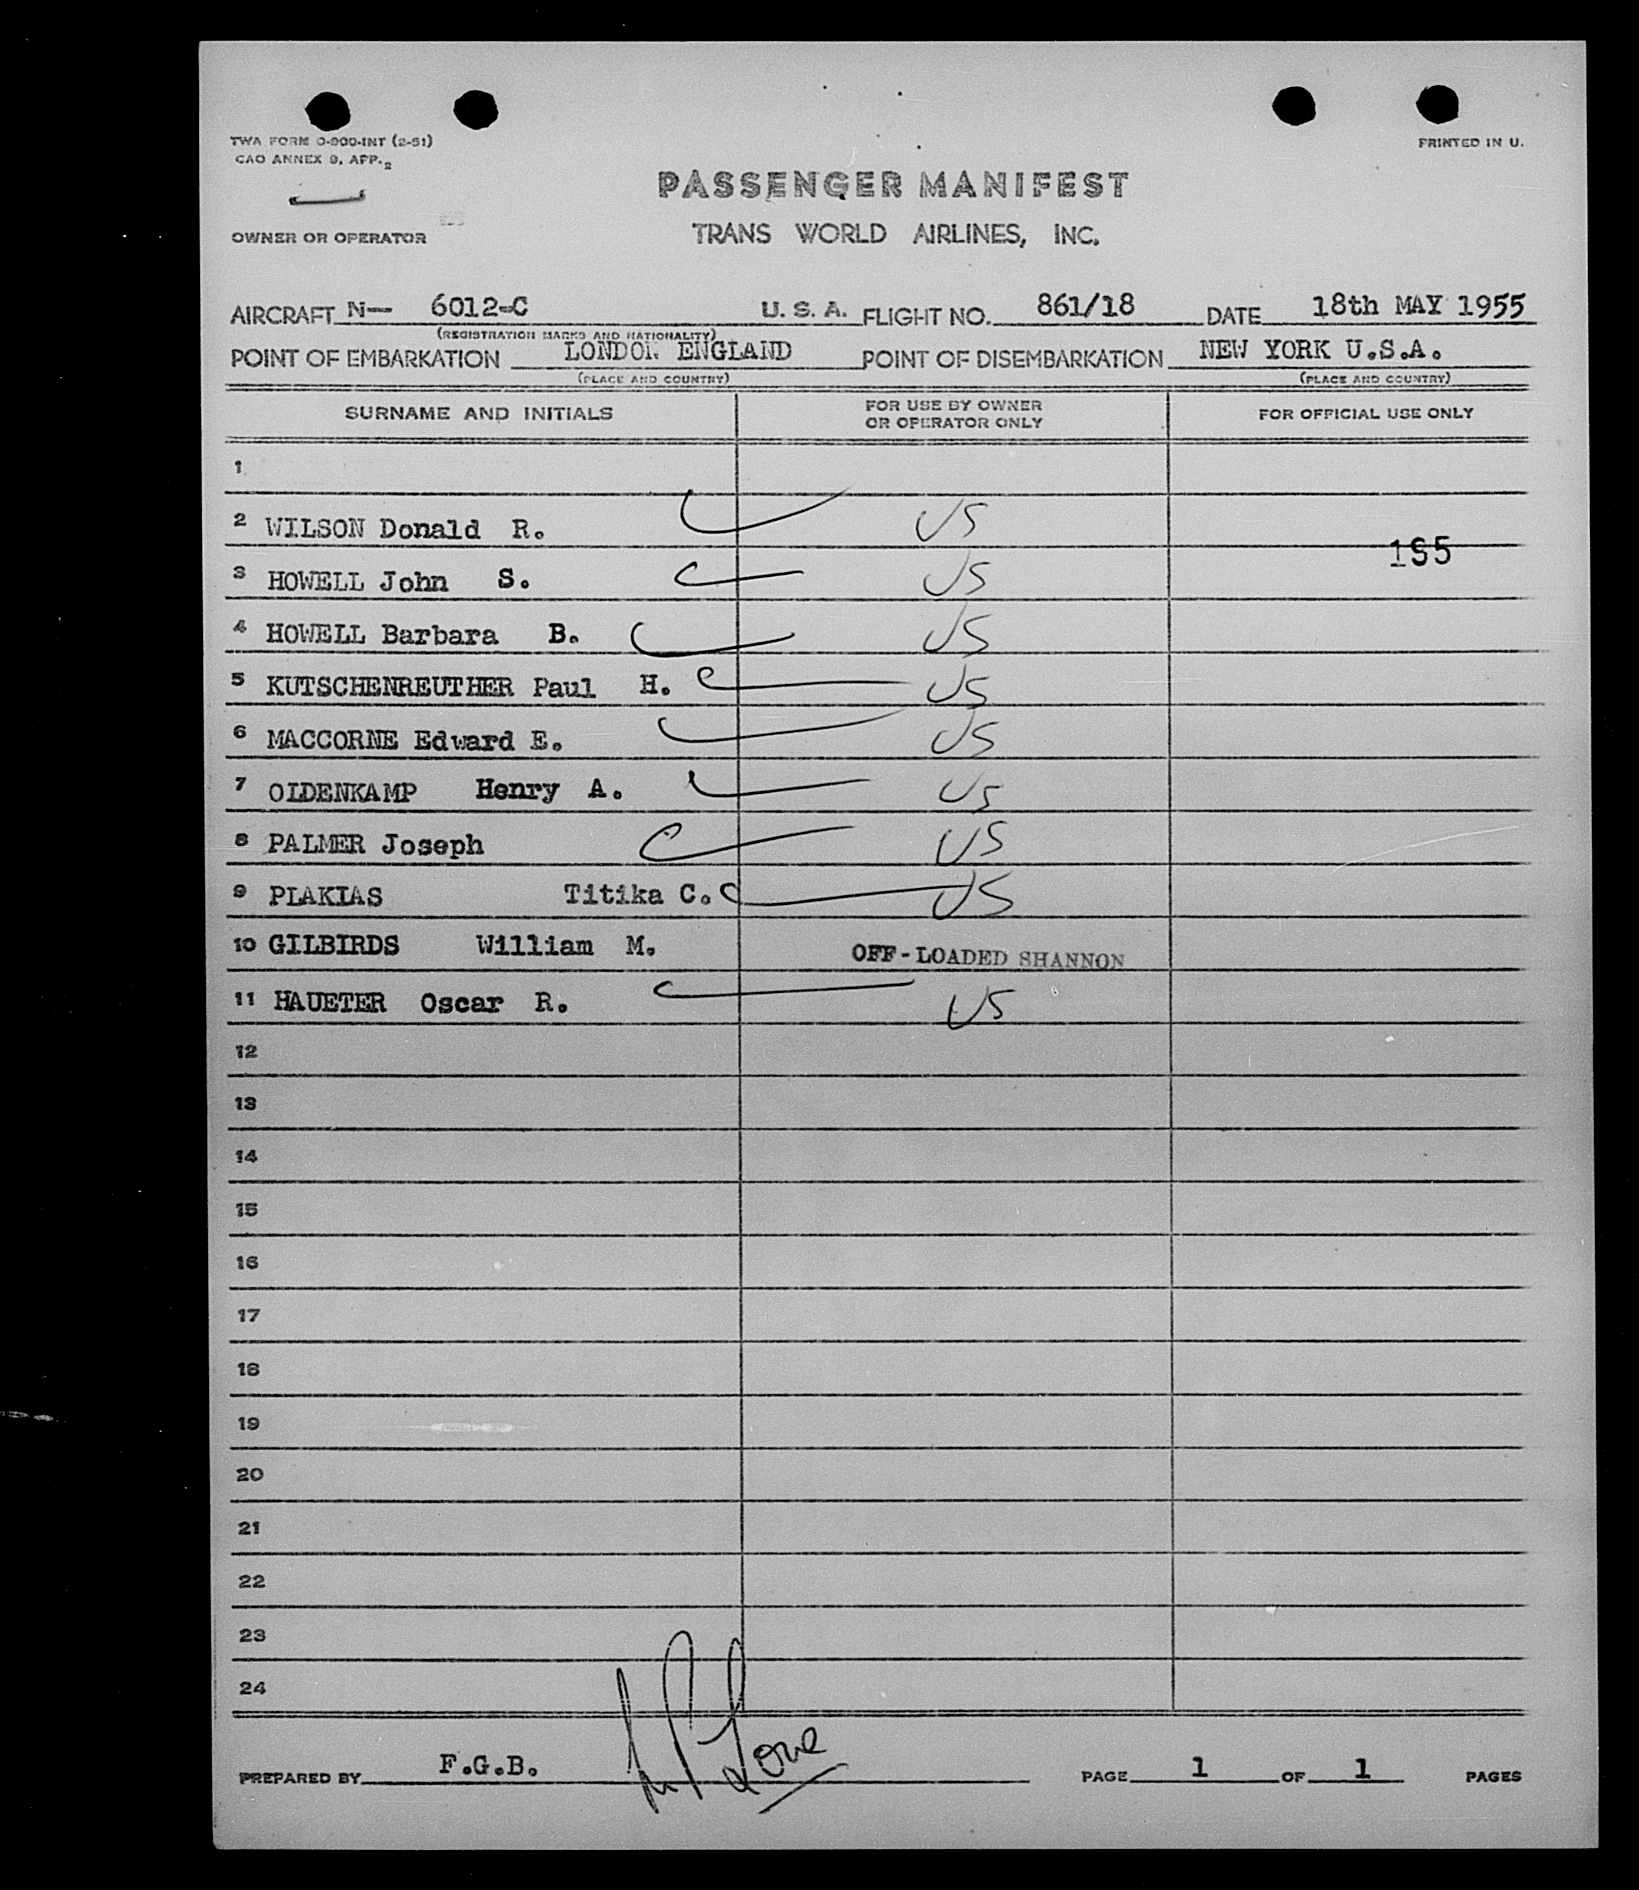 TWA FORM O-900-INT (2-51)
CAO ANNEX 9, APP. 2
PRINTED IN U.
PASSENGER MANIFEST
OWNER OR OPERATOR
TRANS WORLD AIRLINES, INC.
AIRCRAFT N— 6012-C U. S. A. FLIGHT NO. 861/18 DATE 18th MAY 1955
(REGISTRATION MARKS AND NATIONALITY)
POINT OF EMBARKATION LONDON ENGLAND POINT OF DISEMBARKATION NEW YORK U.S.A.
(PLACE AND COUNTRY) (PLACE AND COUNTRY)
SURNAME AND INITIALS FOR USE BY OWNER OR OPERATOR ONLY FOR OFFICIAL USE ONLY
1
2 WILSON Donald R. US
195
3 HOWELL John S. US
4 HOWELL Barbara B. US
5 KUTSCHENREUTHER Paul H. US
6 MACCORNE Edward E. US
7 OLDENKAMP Henry A. US
8 PALMER Joseph US
9 PLAKIAS Titika C. US
10 GILBIRDS William M. OFF-LOADED SHANNON
11 HAUETER Oscar R. US
12
13
14
15
16
17
18
19
20
21
22
23
24
PREPARED BY F.G.B. Love PAGE 1 OF 1 PAGES